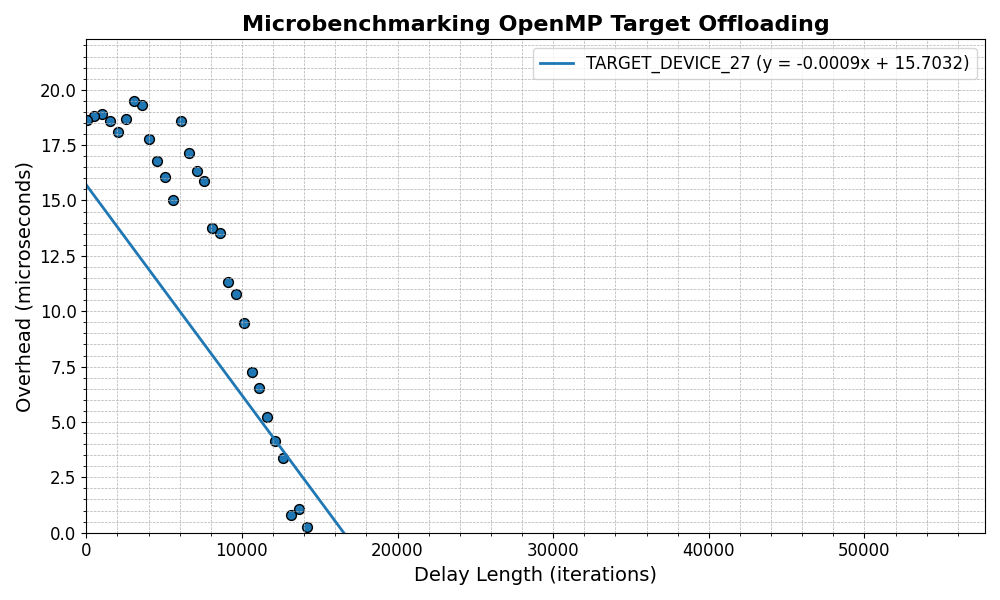 Microbenchmarking OpenMP Target Offloading
TARGET_DEVICE_27 (y = -0.0009x + 15.7032)
Overhead (microseconds)
20.0
17.5
15.0
12.5
10.0
7.5
5.0
2.5
0.0
0 10000 20000 30000 40000 50000
Delay Length (iterations)